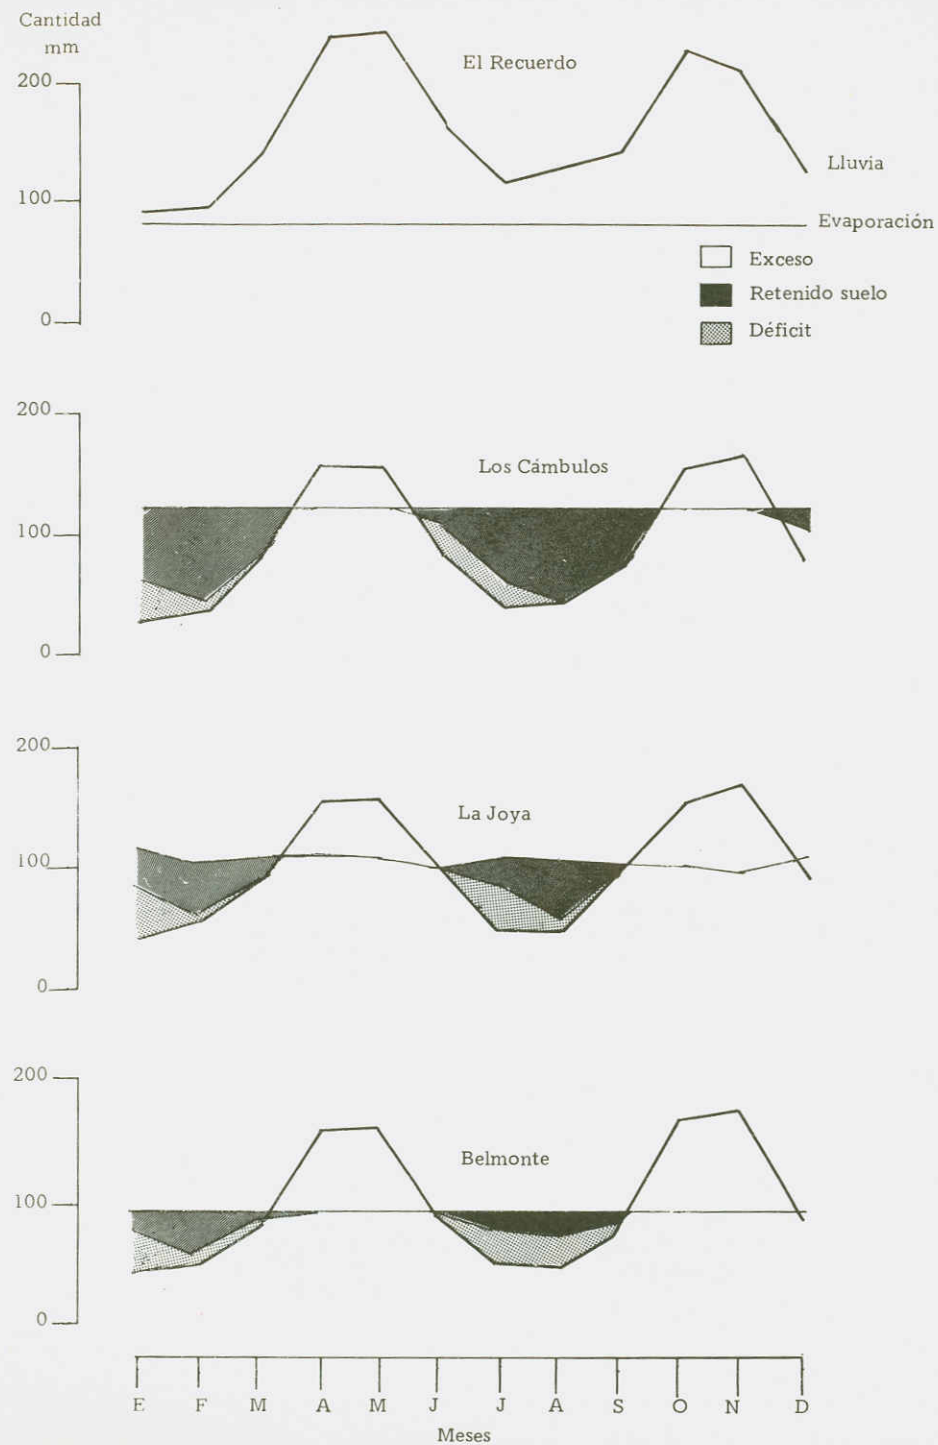 Cantidad
mm
200
El Recuerdo
Lluvia
100
Evaporación
Exceso
Retenido suelo
Déficit
0
200
Los Cámbulos
100
0
200
La Joya
100
0
200
Belmonte
100
0
E F M A M J J A S O N D
Meses